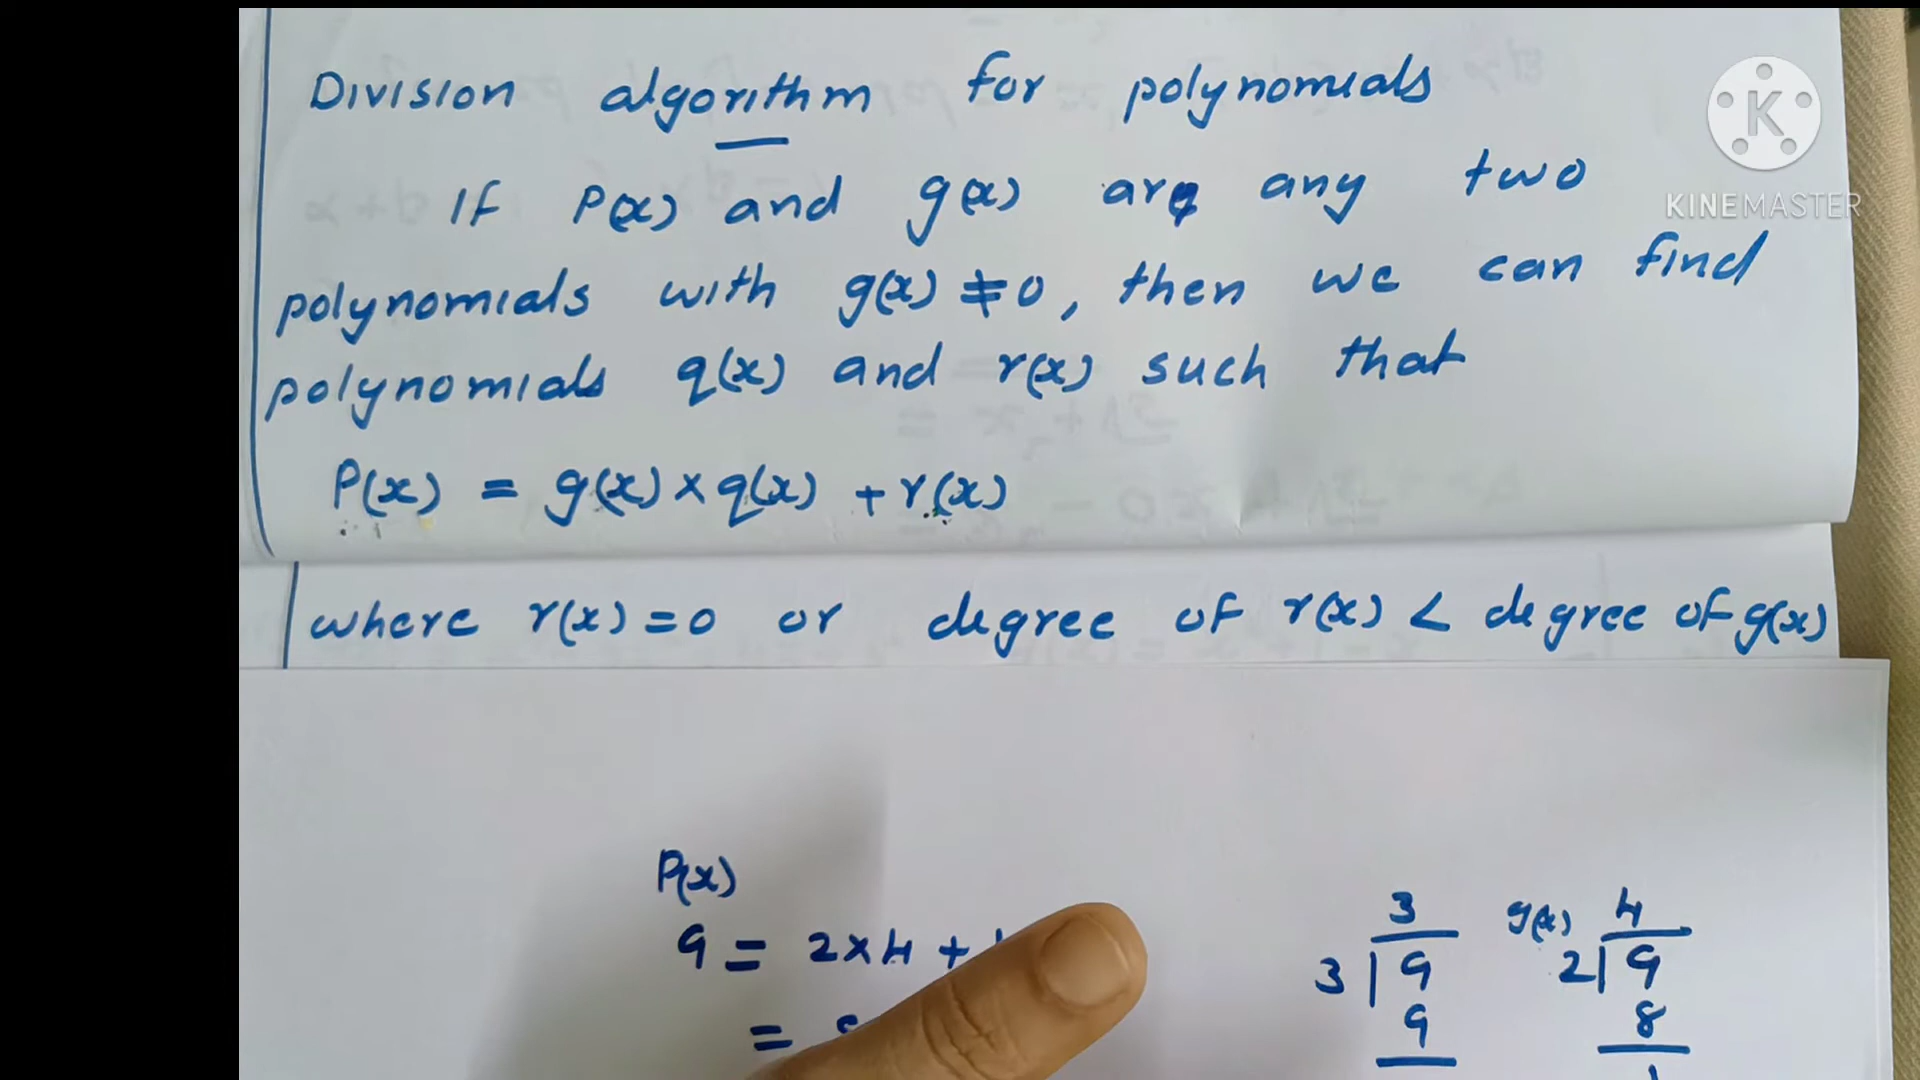 Division algorithm for polynomials
If P(x) and g(x) are any two
polynomials with g(x) ≠ 0, then we can find
polynomials q(x) and r(x) such that
P(x) = g(x) × q(x) + r(x)
where r(x) = 0 or degree of r(x) < degree of g(x)
P(x)
9 = 2 × 4 +
=
3
3 | 9
9
g(x) 4
2 | 9
8
K
KINEMASTER